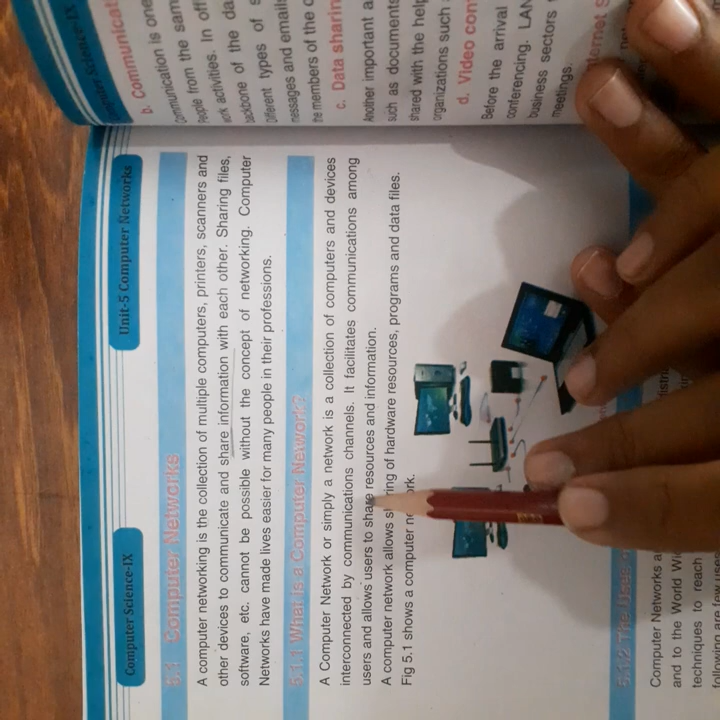 Computer Science-IX
Unit-5 Computer Networks
5.1 Computer Networks
A computer networking is the collection of multiple computers, printers, scanners and
other devices to communicate and share information with each other. Sharing files,
software, etc. cannot be possible without the concept of networking. Computer
Networks have made lives easier for many people in their professions.
5.1.1 What is a Computer Network?
A Computer Network or simply a network is a collection of computers and devices
interconnected by communications channels. It facilitates communications among
users and allows users to share resources and information.
A computer network allows sharing of hardware resources, programs and data files.
Fig 5.1 shows a computer network.
5.1.2 The Uses
Computer Networks
and to the World
techniques to reach
following are few
Computer Science-IX
b. Communicat
Communication is one
People from the sam
work activities. In off
backbone of the da
Different types of s
messages and emails
the members of the o
c. Data sharin
Another important a
such as documents
shared with the help
organizations such
d. Video con
Before the arrival
conferencing. LAN
business sectors
meetings.